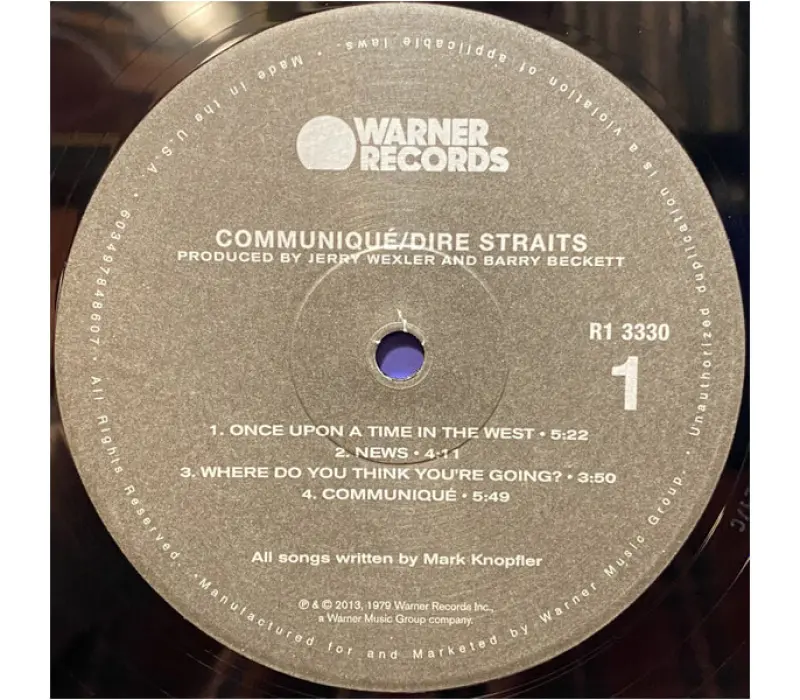 WARNER
RECORDS
COMMUNIQUÉ/DIRE STRAITS
PRODUCED BY JERRY WEXLER AND BARRY BECKETT
R1 3330
1
1. ONCE UPON A TIME IN THE WEST • 5:22
2. NEWS • 4:11
3. WHERE DO YOU THINK YOU'RE GOING? • 3:50
4. COMMUNIQUÉ • 5:49
All songs written by Mark Knopfler
℗ & © 2013, 1979 Warner Records Inc.,
a Warner Music Group company.
• Manufactured for and Marketed by Warner Music Group. • Unauthorized duplication is a violation of applicable laws. • Made in the U.S.A. • 603497848607 • All Rights Reserved.